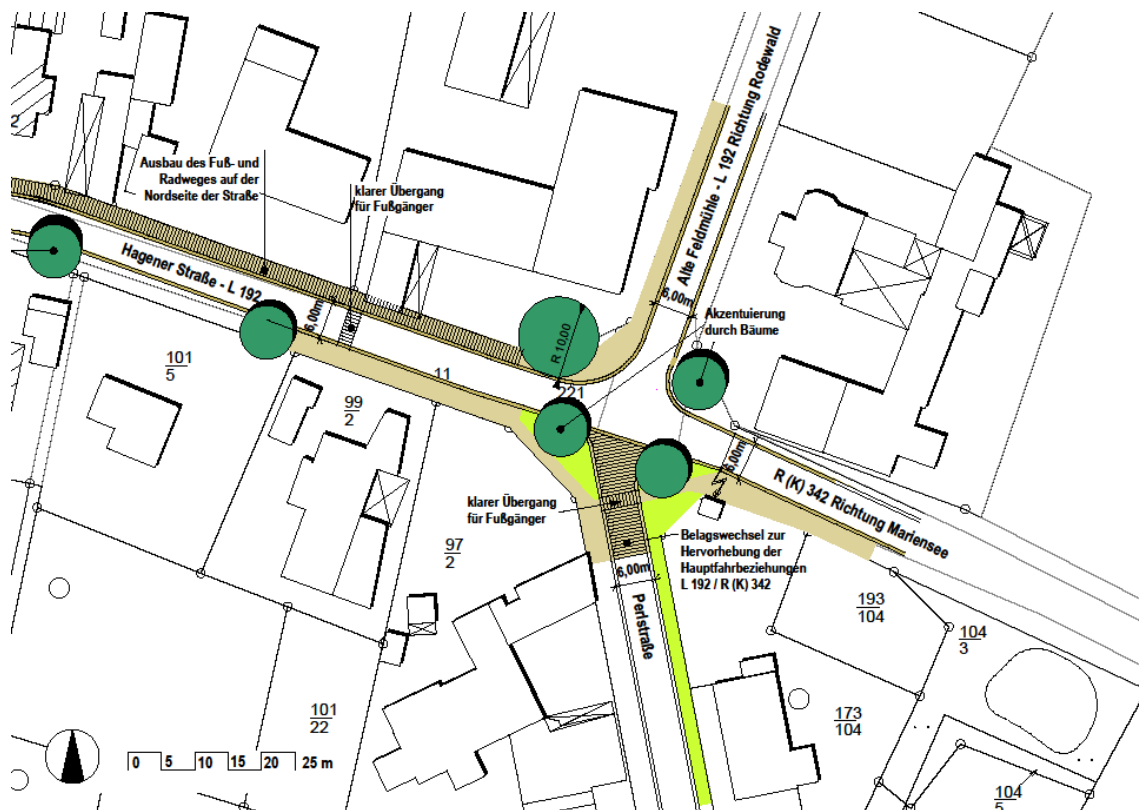 2
Ausbau des Fuß- und
Radweges auf der
Nordseite der Straße
klarer Übergang
für Fußgänger
Alte Feldmühle - L 192 Richtung Rodewald
Hagener Straße - L 192
6,00m
6,00m
Akzentuierung
durch Bäume
R 10,00
101
5
11
221
99
2
6,00m
R (K) 342 Richtung Mariensee
klarer Übergang
für Fußgänger
97
2
Belagswechsel zur
Hervorhebung der
Hauptfahrbeziehungen
L 192 / R (K) 342
6,00m
Perlstraße
193
104
104
3
101
22
173
104
0 5 10 15 20 25 m
104
5